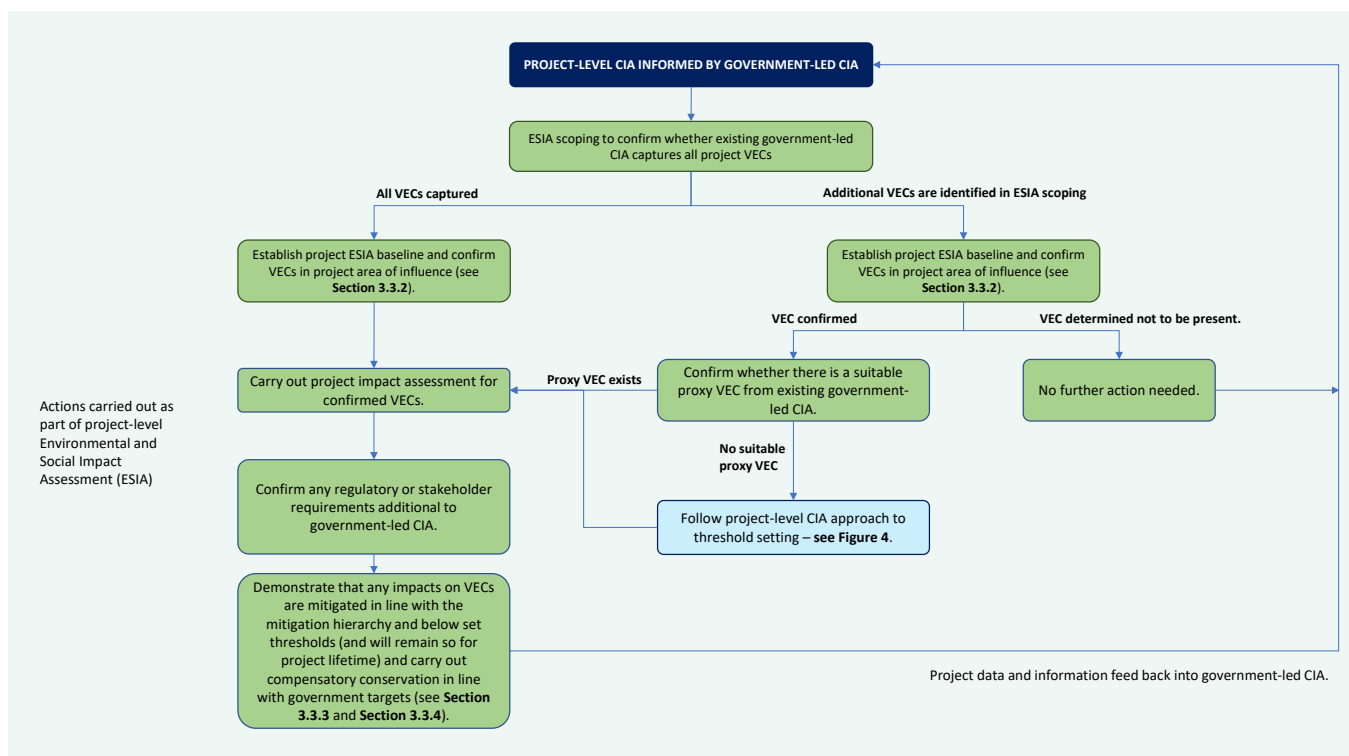 PROJECT-LEVEL CIA INFORMED BY GOVERNMENT-LED CIA
ESIA scoping to confirm whether existing government-led
CIA captures all project VECs
All VECs captured
Additional VECs are identified in ESIA scoping
Establish project ESIA baseline and confirm
VECs in project area of influence (see
Section 3.3.2).
Establish project ESIA baseline and confirm
VECs in project area of influence (see
Section 3.3.2).
VEC confirmed
VEC determined not to be present.
Carry out project impact assessment for
confirmed VECs.
Proxy VEC exists
Confirm whether there is a suitable
proxy VEC from existing government-
led CIA.
No further action needed.
Actions carried out as
part of project-level
Environmental and
Social Impact
Assessment (ESIA)
No suitable
proxy VEC
Confirm any regulatory or stakeholder
requirements additional to
government-led CIA.
Follow project-level CIA approach to
threshold setting – see Figure 4.
Demonstrate that any impacts on VECs
are mitigated in line with the
mitigation hierarchy and below set
thresholds (and will remain so for
project lifetime) and carry out
compensatory conservation in line
with government targets (see Section
3.3.3 and Section 3.3.4).
Project data and information feed back into government-led CIA.